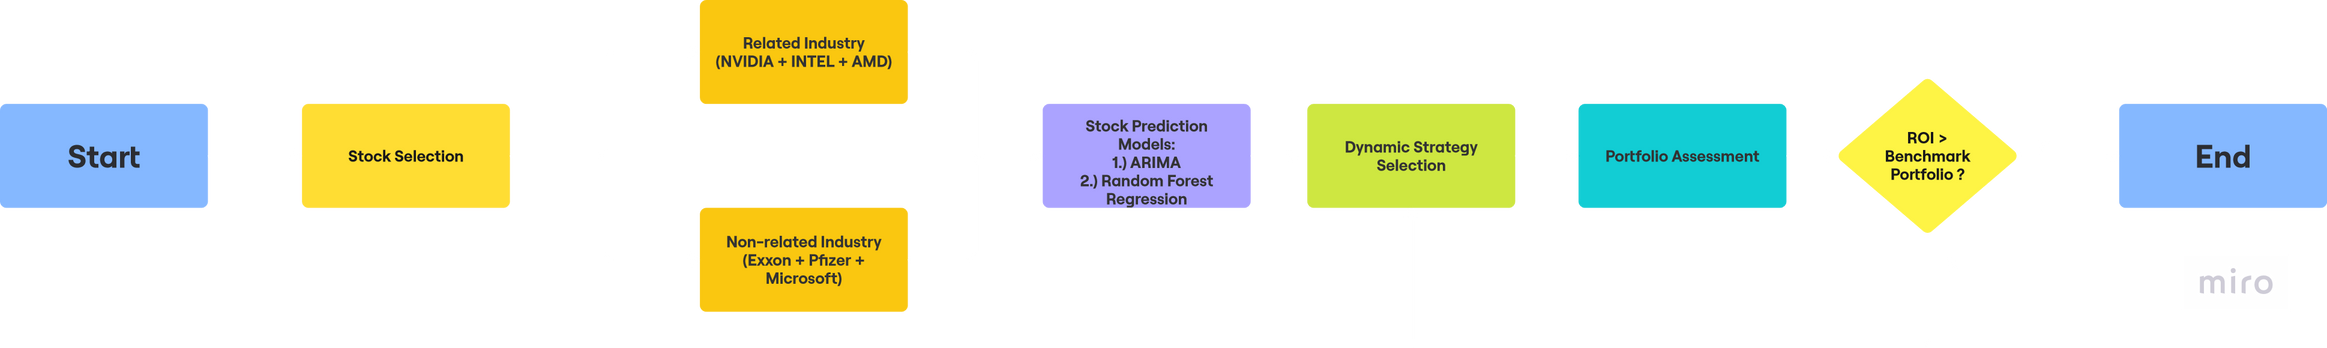 Start
Stock Selection
Related Industry
(NVIDIA + INTEL + AMD)
Non-related Industry
(Exxon + Pfizer +
Microsoft)
Stock Prediction
Models:
1.) ARIMA
2.) Random Forest
Regression
Dynamic Strategy
Selection
Portfolio Assessment
ROI >
Benchmark
Portfolio ?
End
miro